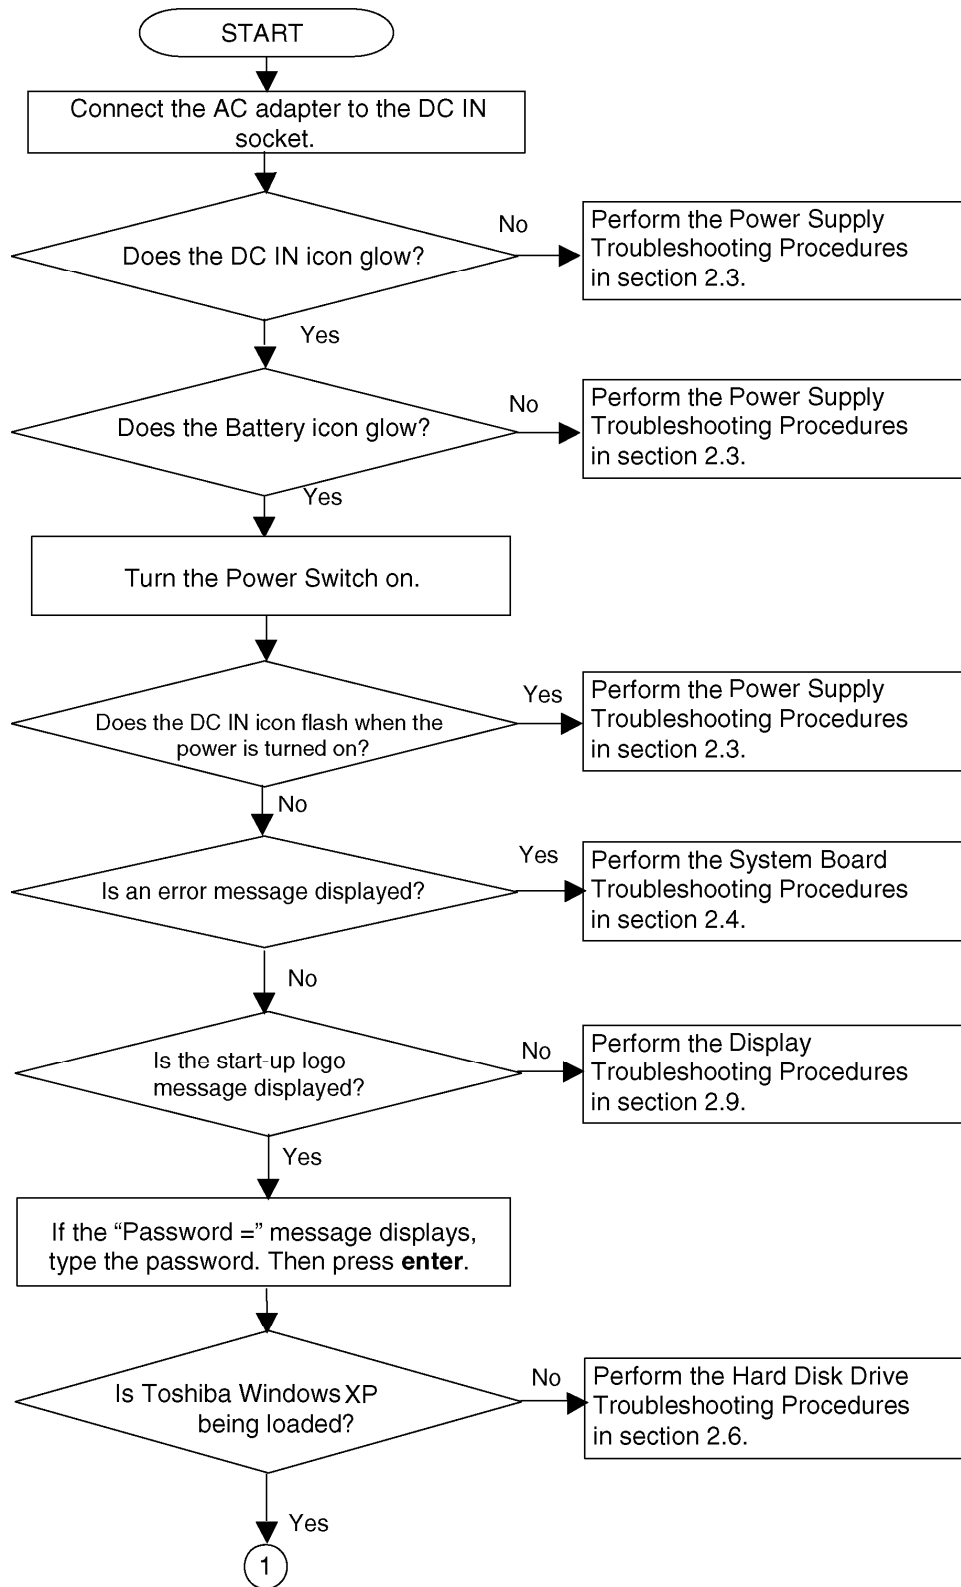 START
Connect the AC adapter to the DC IN
socket.
Does the DC IN icon glow?
No
Perform the Power Supply
Troubleshooting Procedures
in section 2.3.
Yes
Does the Battery icon glow?
No
Perform the Power Supply
Troubleshooting Procedures
in section 2.3.
Yes
Turn the Power Switch on.
Does the DC IN icon flash when the
power is turned on?
Yes
Perform the Power Supply
Troubleshooting Procedures
in section 2.3.
No
Is an error message displayed?
Yes
Perform the System Board
Troubleshooting Procedures
in section 2.4.
No
Is the start-up logo
message displayed?
No
Perform the Display
Troubleshooting Procedures
in section 2.9.
Yes
If the “Password =” message displays,
type the password. Then press enter.
Is Toshiba Windows XP
being loaded?
No
Perform the Hard Disk Drive
Troubleshooting Procedures
in section 2.6.
Yes
1